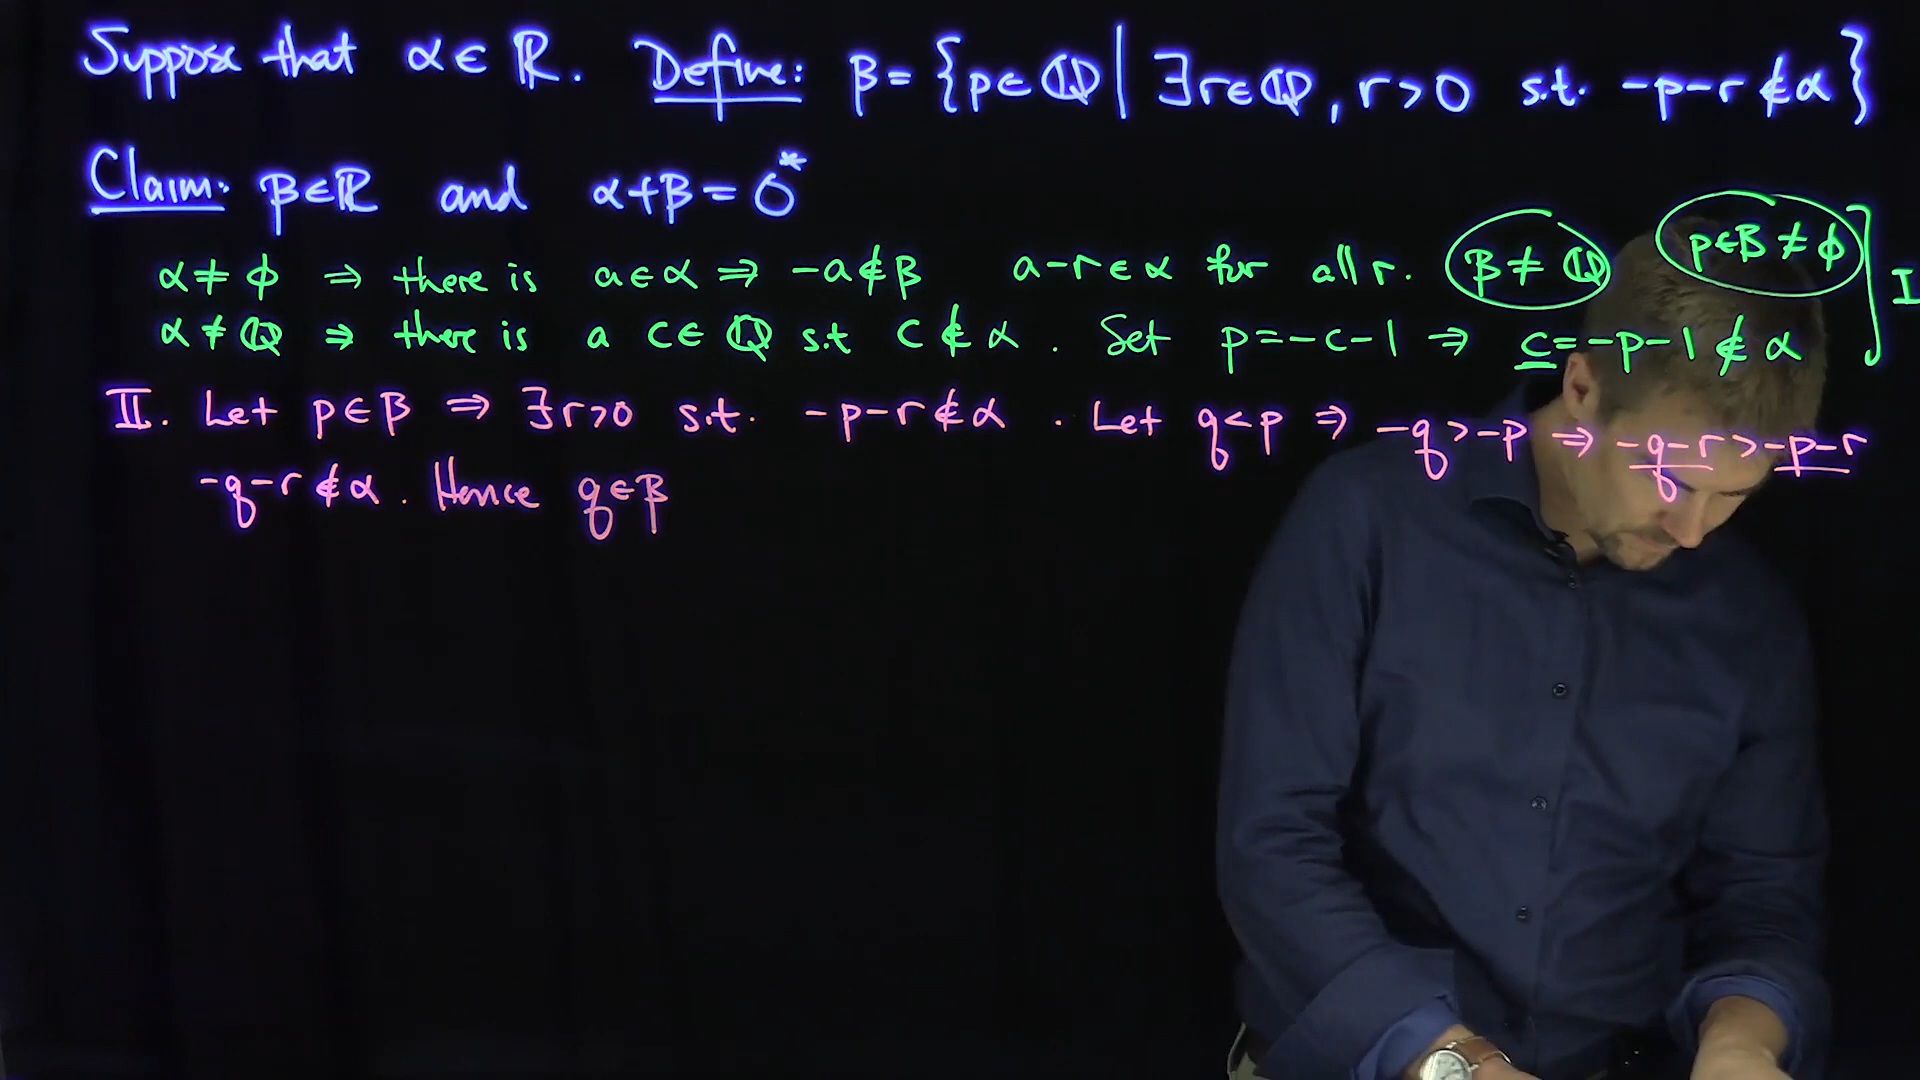 Suppose that α∈ℝ. Define: β={p∈ℚ| ∃r∈ℚ, r>0 s.t. -p-r∉α}
Claim: β∈ℝ and α+β=0*
α≠ϕ ⇒ there is a∈α ⇒ -a∉β a-r∈α for all r. β≠ℚ p∈β≠ϕ ] I
α≠ℚ ⇒ there is a c∈ℚ s.t c∉α. Set p=-c-1 ⇒ c=-p-1∉α
II. Let p∈β ⇒ ∃r>0 s.t. -p-r∉α. Let q<p ⇒ -q>-p ⇒ -q-r>-p-r
-q-r∉α. Hence q∈β